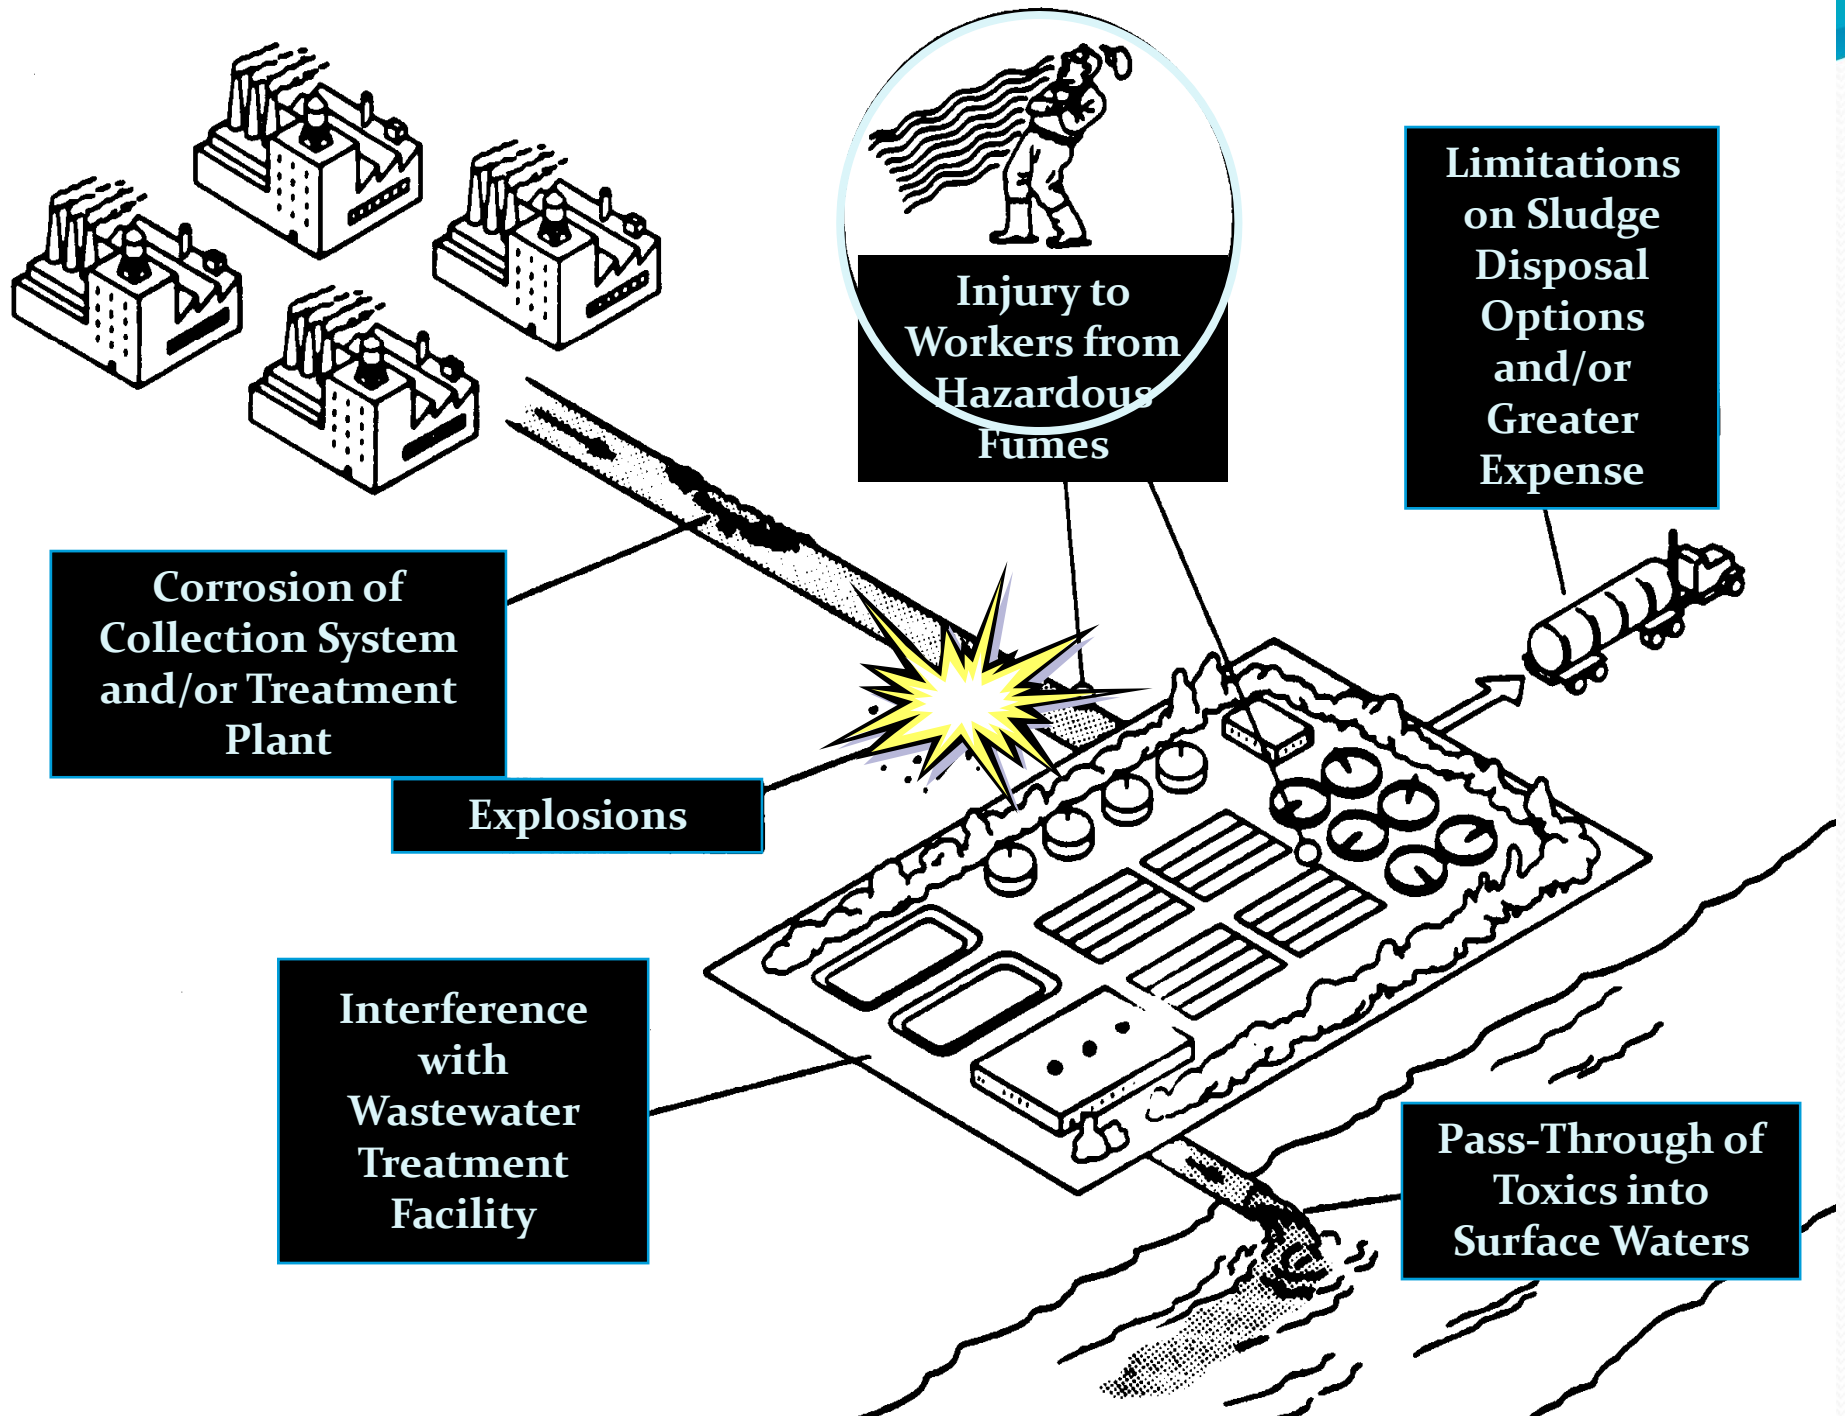 Injury to
Workers from
Hazardous
Fumes
Limitations
on Sludge
Disposal
Options
and/or
Greater
Expense
Corrosion of
Collection System
and/or Treatment
Plant
Explosions
Interference
with
Wastewater
Treatment
Facility
Pass-Through of
Toxics into
Surface Waters